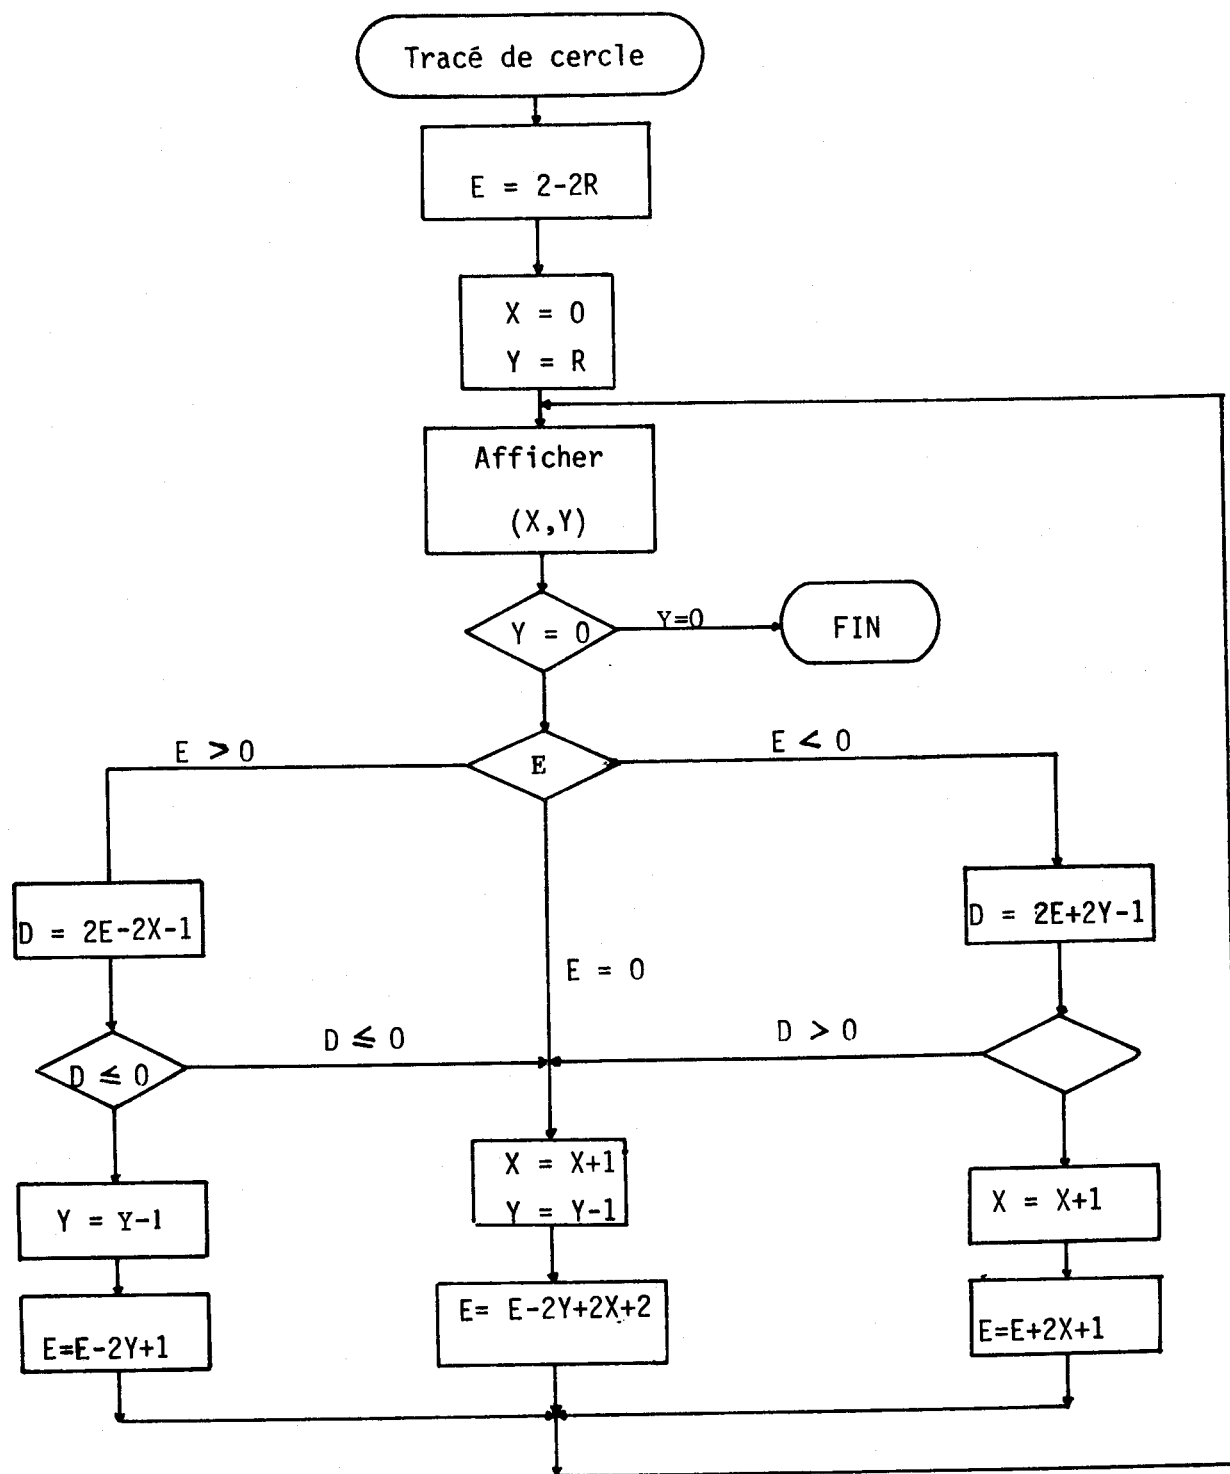 Tracé de cercle
E = 2-2R
X = 0
Y = R
Afficher
(X,Y)
Y = 0
Y=0
FIN
E > 0
E
E < 0
D = 2E-2X-1
D = 2E+2Y-1
E = 0
D ≤ 0
D ≤ 0
D > 0
X = X+1
Y = Y-1
Y = Y-1
X = X+1
E=E-2Y+1
E= E-2Y+2X+2
E=E+2X+1